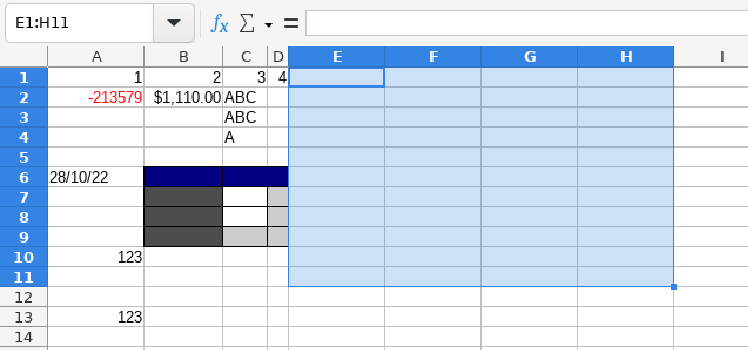 E1:H11
fx Σ =
A B C D E F G H I
1 1 2 3 4
2 -213579 $1,110.00 ABC
3 ABC
4 A
5
6 28/10/22
7
8
9
10 123
11
12
13 123
14